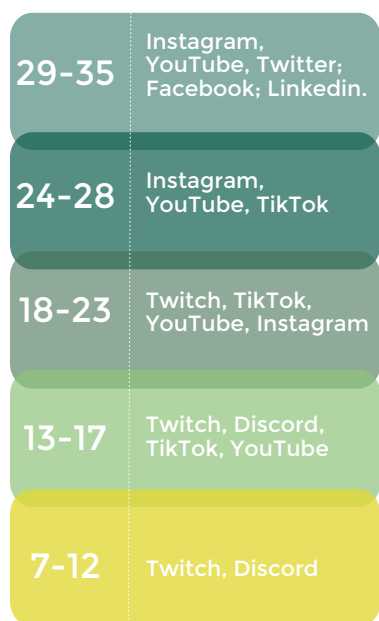 29-35
Instagram,
YouTube, Twitter;
Facebook; Linkedin.
24-28
Instagram,
YouTube, TikTok
18-23
Twitch, TikTok,
YouTube, Instagram
13-17
Twitch, Discord,
TikTok, YouTube
7-12
Twitch, Discord